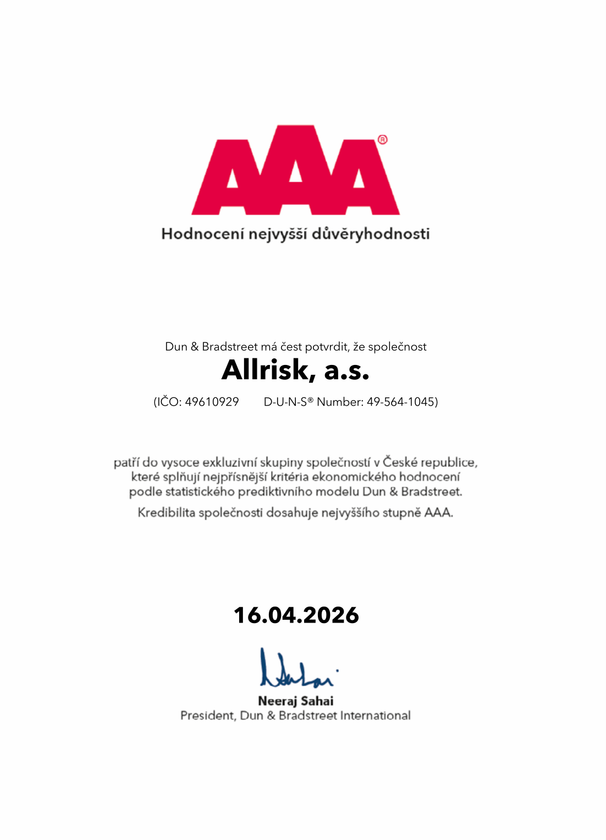 AAA®
Hodnocení nejvyšší důvěryhodnosti
Dun & Bradstreet má čest potvrdit, že společnost
Allrisk, a.s.
(IČO: 49610929 D-U-N-S® Number: 49-564-1045)
patří do vysoce exkluzivní skupiny společností v České republice,
které splňují nejpřísnější kritéria ekonomického hodnocení
podle statistického prediktivního modelu Dun & Bradstreet.
Kredibilita společnosti dosahuje nejvyššího stupně AAA.
16.04.2026
Neeraj Sahai
President, Dun & Bradstreet International